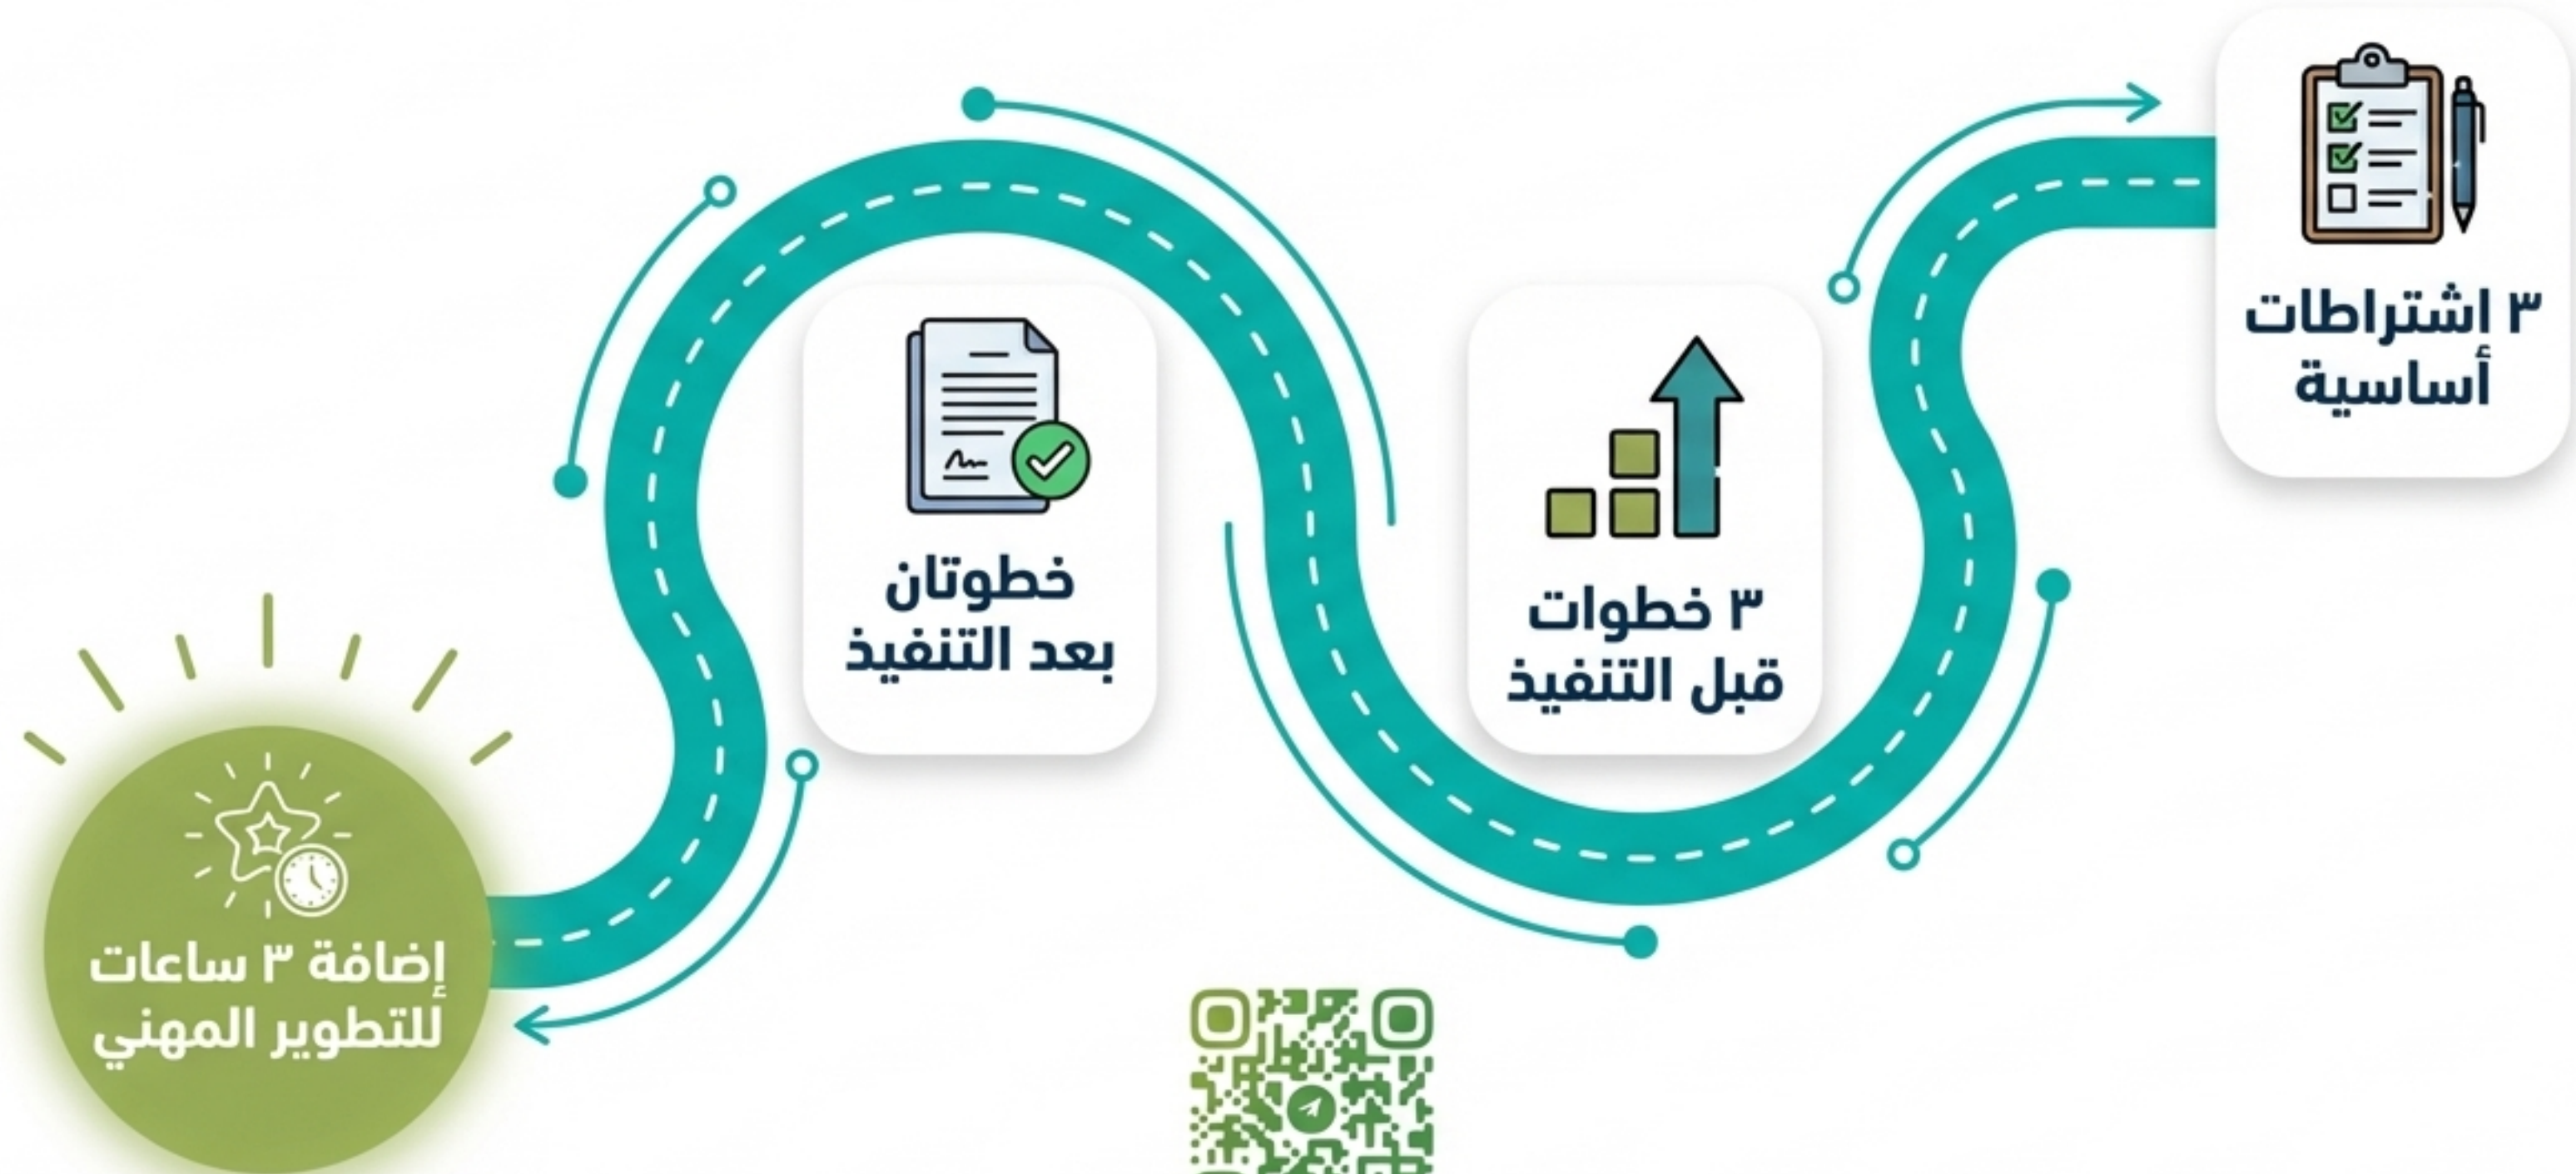 ٣ اشتراطات
أساسية
٣ خطوات
قبل التنفيذ
خطوتان
بعد التنفيذ
إضافة ٣ ساعات
للتطوير المهني